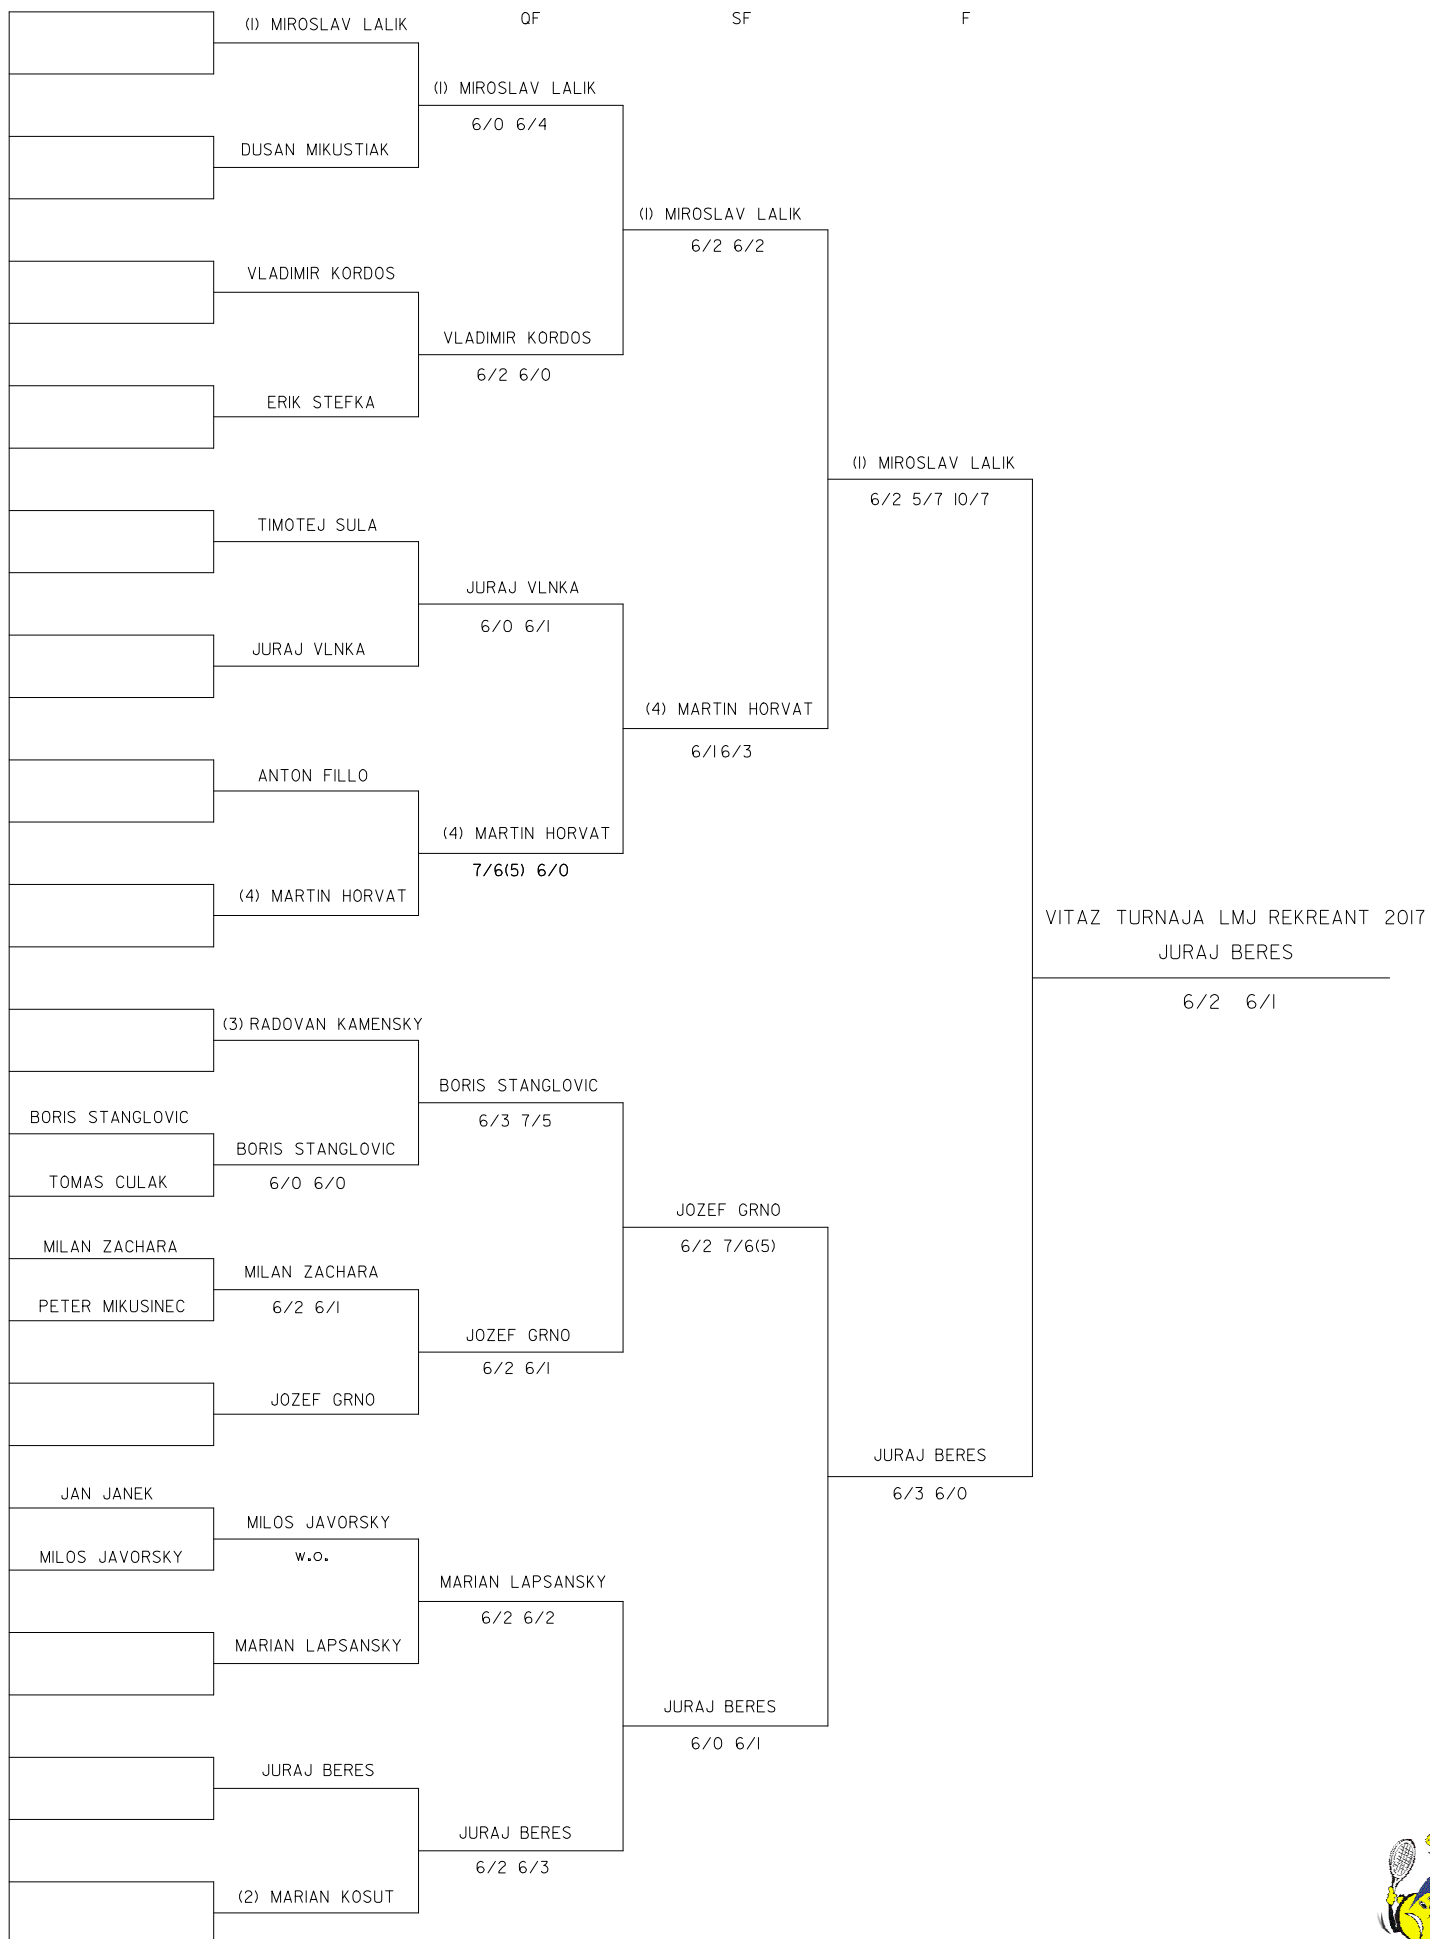 QF
SF
F
(1) MIROSLAV LALIK
(1) MIROSLAV LALIK
6/0 6/4
DUSAN MIKUSTIAK
(1) MIROSLAV LALIK
6/2 6/2
VLADIMIR KORDOS
VLADIMIR KORDOS
6/2 6/0
ERIK STEFKA
(1) MIROSLAV LALIK
6/2 5/7 10/7
TIMOTEJ SULA
JURAJ VLNKA
6/0 6/1
JURAJ VLNKA
(4) MARTIN HORVAT
6/1 6/3
ANTON FILLO
(4) MARTIN HORVAT
7/6(5) 6/0
(4) MARTIN HORVAT
VITAZ TURNAJA LMJ REKREANT 2017
JURAJ BERES
6/2 6/1
(3) RADOVAN KAMENSKY
BORIS STANGLOVIC
6/3 7/5
BORIS STANGLOVIC
BORIS STANGLOVIC
TOMAS CULAK
6/0 6/0
JOZEF GRNO
6/2 7/6(5)
MILAN ZACHARA
MILAN ZACHARA
PETER MIKUSINEC
6/2 6/1
JOZEF GRNO
6/2 6/1
JOZEF GRNO
JURAJ BERES
6/3 6/0
JAN JANEK
MILOS JAVORSKY
MILOS JAVORSKY
w.o.
MARIAN LAPSANSKY
6/2 6/2
MARIAN LAPSANSKY
JURAJ BERES
6/0 6/1
JURAJ BERES
JURAJ BERES
6/2 6/3
(2) MARIAN KOSUT